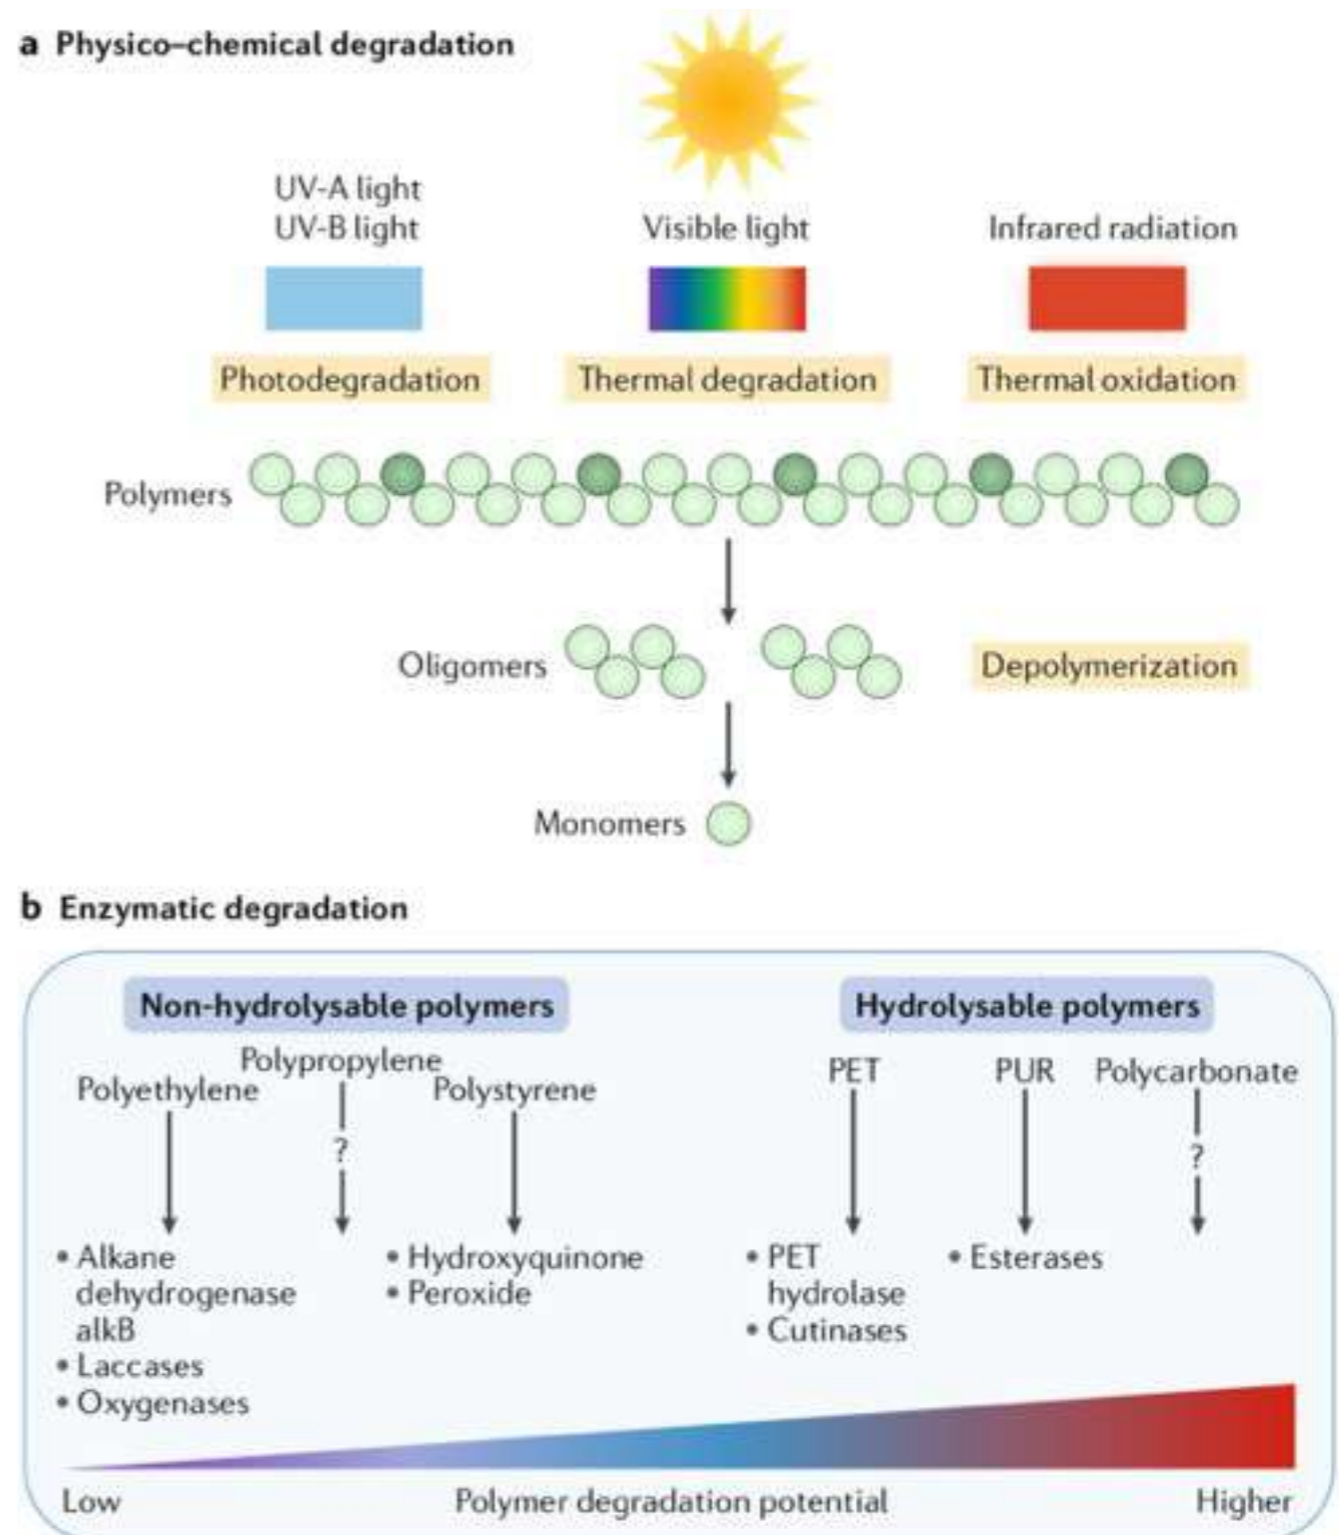 a Physico–chemical degradation
UV-A light
UV-B light
Visible light
Infrared radiation
Photodegradation
Thermal degradation
Thermal oxidation
Polymers
Oligomers
Depolymerization
Monomers
b Enzymatic degradation
Non-hydrolysable polymers
Hydrolysable polymers
Polyethylene
Polypropylene
Polystyrene
PET
PUR
Polycarbonate
?
?
• Alkane
dehydrogenase
alkB
• Laccases
• Oxygenases
• Hydroxyquinone
• Peroxide
• PET
hydrolase
• Cutinases
• Esterases
Low
Polymer degradation potential
Higher